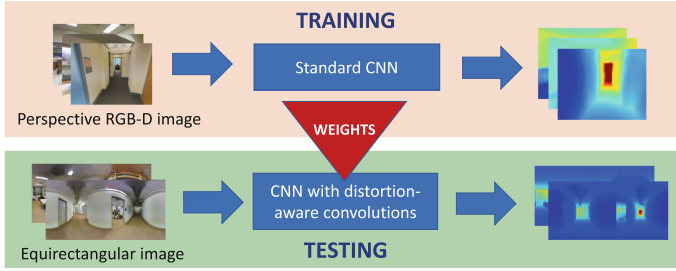 TRAINING
Standard CNN
Perspective RGB-D image
WEIGHTS
CNN with distortion-
aware convolutions
Equirectangular image
TESTING